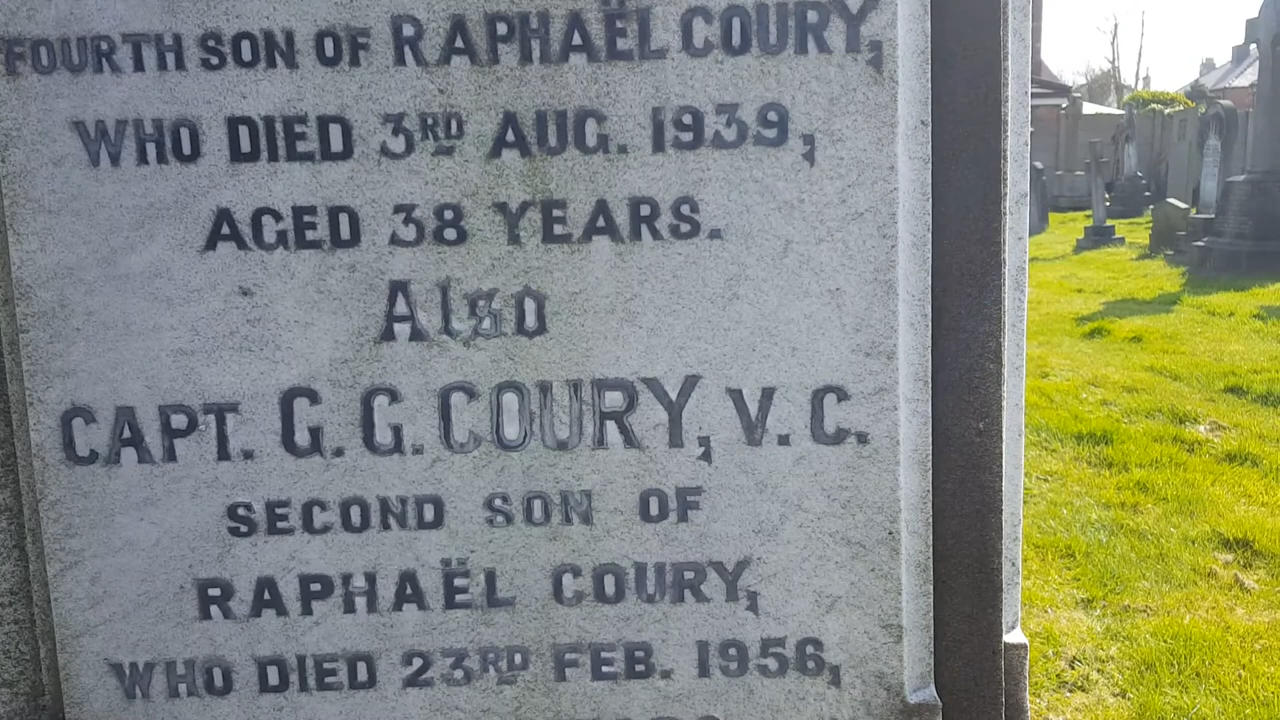 FOURTH SON OF RAPHAËL COURY,
WHO DIED 3RD AUG. 1939,
AGED 38 YEARS.
Also
CAPT. G. G. COURY, V. C.
SECOND SON OF
RAPHAËL COURY,
WHO DIED 23RD FEB. 1956,